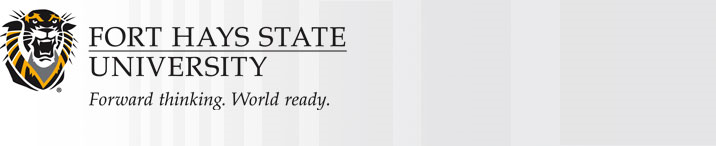 FORT HAYS STATE
UNIVERSITY
Forward thinking. World ready.
®